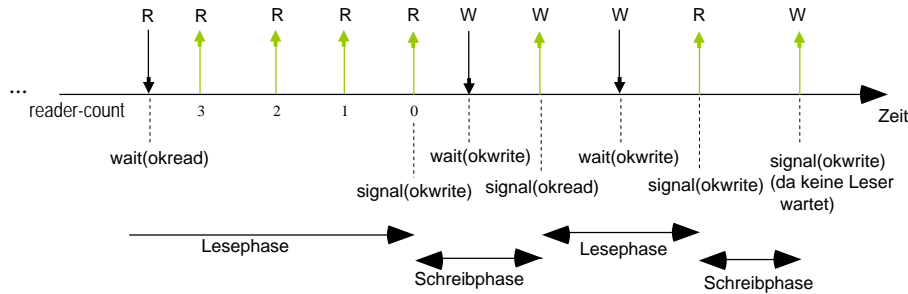 R R R R R W W W R W
...
reader-count 3 2 1 0 Zeit
wait(okread) wait(okwrite) wait(okwrite) signal(okwrite)
signal(okwrite) signal(okread) signal(okwrite) (da keine Leser
wartet)
Lesephase Lesephase
Schreibphase Schreibphase